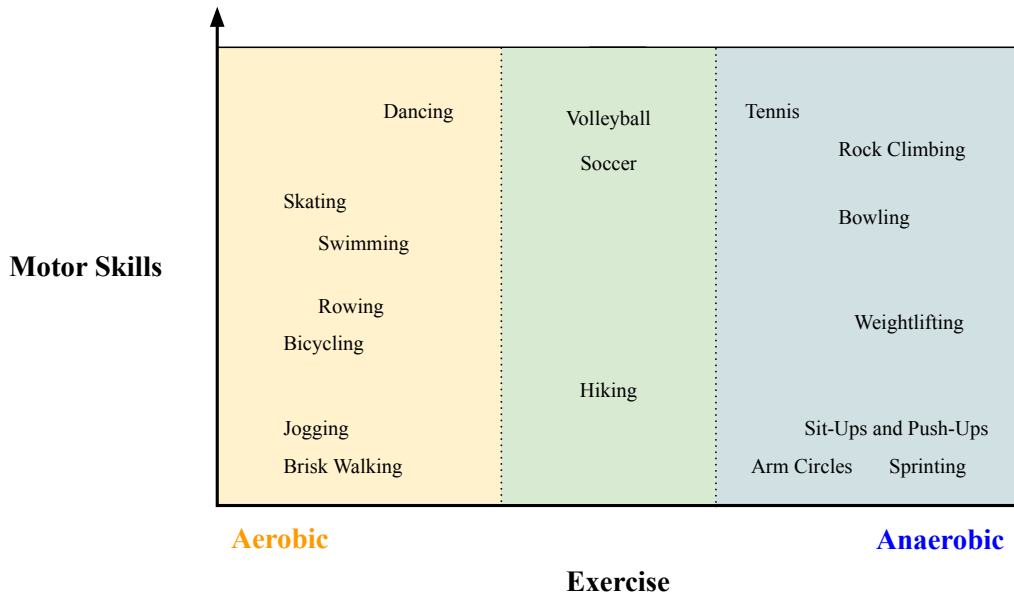 Dancing
Volleyball
Tennis
Soccer
Rock Climbing
Skating
Bowling
Swimming
Motor Skills
Rowing
Weightlifting
Bicycling
Hiking
Jogging
Sit-Ups and Push-Ups
Brisk Walking
Arm Circles
Sprinting
Aerobic
Anaerobic
Exercise